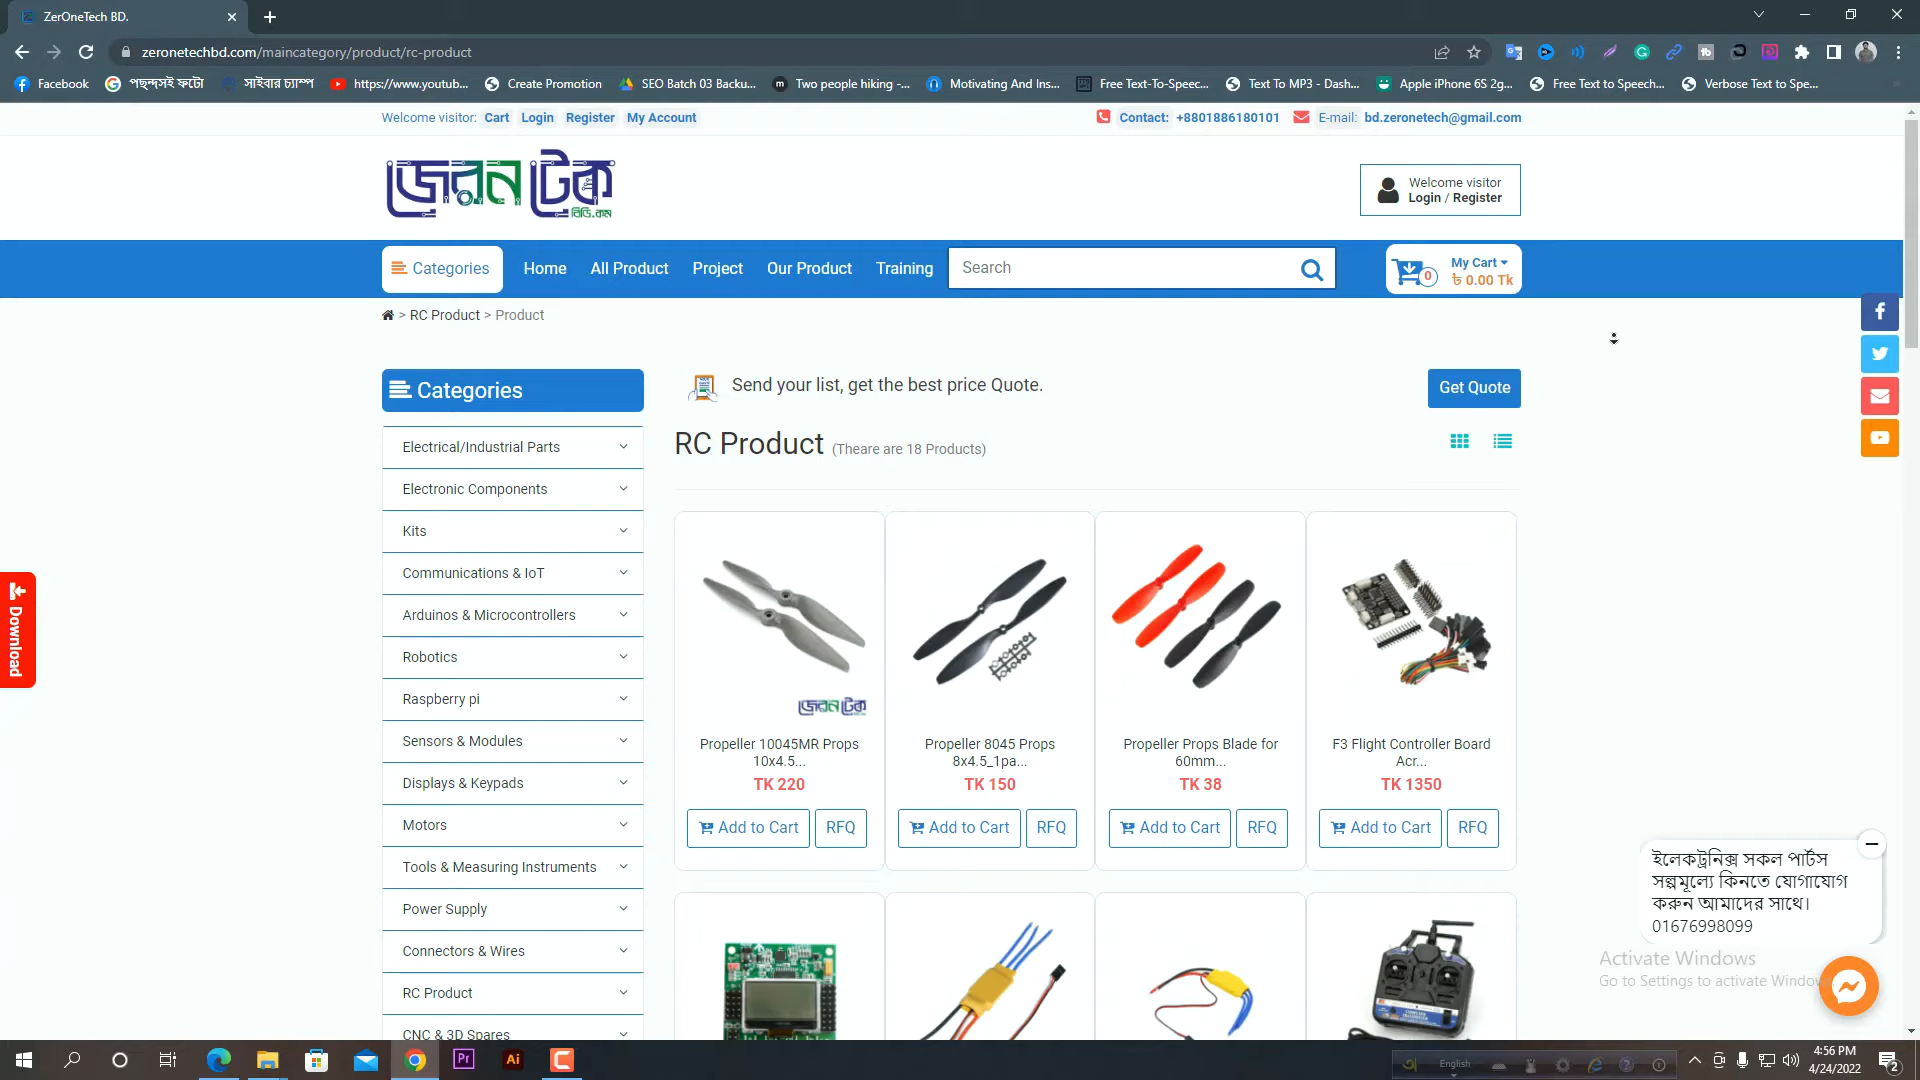 ZerOneTech BD.
zeronetechbd.com/maincategory/product/rc-product
Facebook
পছন্দসই ফটো
সাইবার চ্যাম্প
https://www.youtub...
Create Promotion
SEO Batch 03 Backu...
Two people hiking -...
Motivating And Ins...
Free Text-To-Speec...
Text To MP3 - Dash...
Apple iPhone 6S 2g...
Free Text to Speech...
Verbose Text to Spe...
Welcome visitor: Cart Login Register My Account
Contact: +8801886180101 E-mail: bd.zeronetech@gmail.com
জেরন টেক
বিডি.কম
Welcome visitor
Login / Register
Categories Home All Product Project Our Product Training
Search
My Cart
0 ৳ 0.00 Tk
> RC Product > Product
Categories
Send your list, get the best price Quote.
Get Quote
RC Product (Theare are 18 Products)
Electrical/Industrial Parts
Electronic Components
Kits
Communications & IoT
Arduinos & Microcontrollers
Robotics
Raspberry pi
Sensors & Modules
Displays & Keypads
Motors
Tools & Measuring Instruments
Power Supply
Connectors & Wires
RC Product
CNC & 3D Spares
Download
জেরন টেক
Propeller 10045MR Props
10x4.5...
TK 220
Add to Cart RFQ
Propeller 8045 Props
8x4.5_1pa...
TK 150
Add to Cart RFQ
Propeller Props Blade for
60mm...
TK 38
Add to Cart RFQ
F3 Flight Controller Board
Acr...
TK 1350
Add to Cart RFQ
ইলেকট্রনিক্স সকল পার্টস
সল্পমূল্যে কিনতে যোগাযোগ
করুন আমাদের সাথে।
01676998099
Activate Windows
Go to Settings to activate Window
Pr
Ai
English
4:56 PM
4/24/2022
2